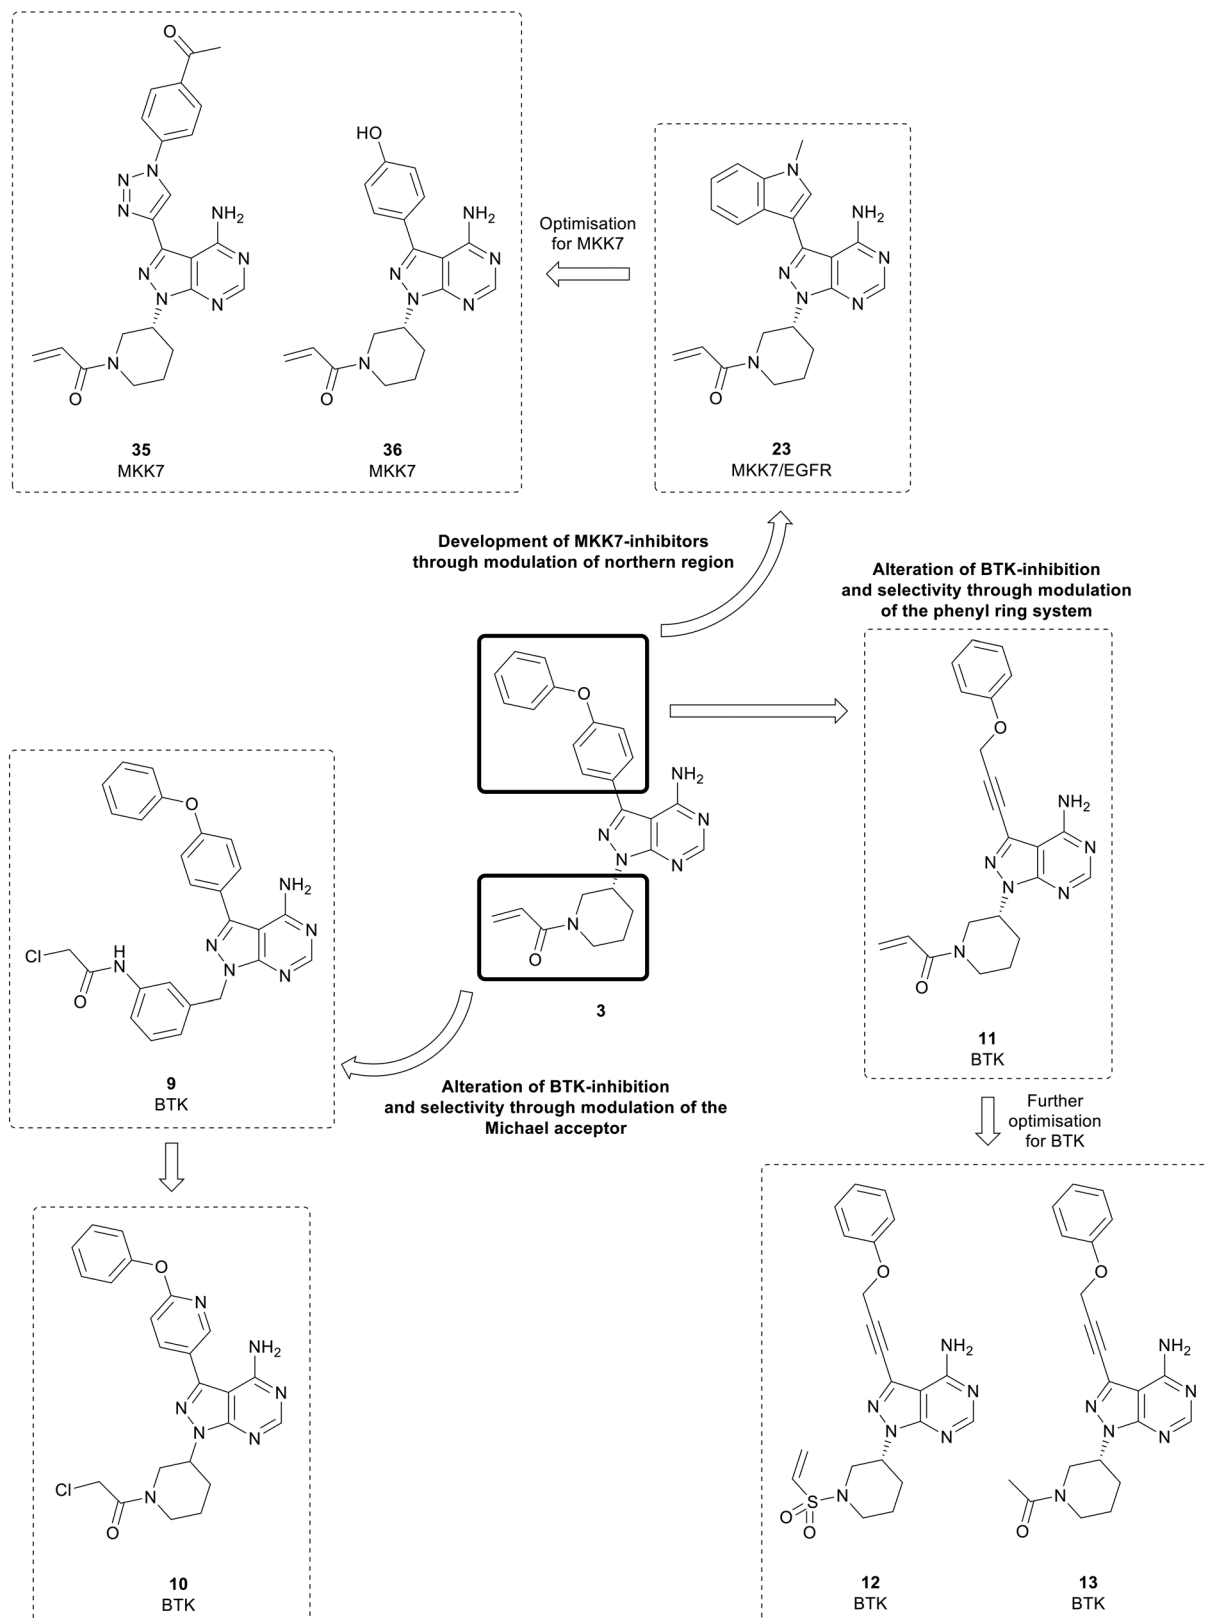 O
N
N
N
NH₂
N
N
N
N
N
O
35
MKK7
HO
NH₂
N
N
N
N
N
O
36
MKK7
Optimisation
for MKK7
N
NH₂
N
N
N
N
N
O
23
MKK7/EGFR
Development of MKK7-inhibitors
through modulation of northern region
Alteration of BTK-inhibition
and selectivity through modulation
of the phenyl ring system
O
NH₂
N
N
N
N
N
O
3
O
NH₂
N
N
N
N
N
O
11
BTK
O
NH₂
N
N
N
N
H
N
Cl
O
9
BTK
Alteration of BTK-inhibition
and selectivity through modulation of the
Michael acceptor
Further
optimisation
for BTK
O
N
NH₂
N
N
N
N
Cl
N
O
10
BTK
O
NH₂
N
N
N
N
S
N
O
O
12
BTK
O
NH₂
N
N
N
N
N
O
13
BTK